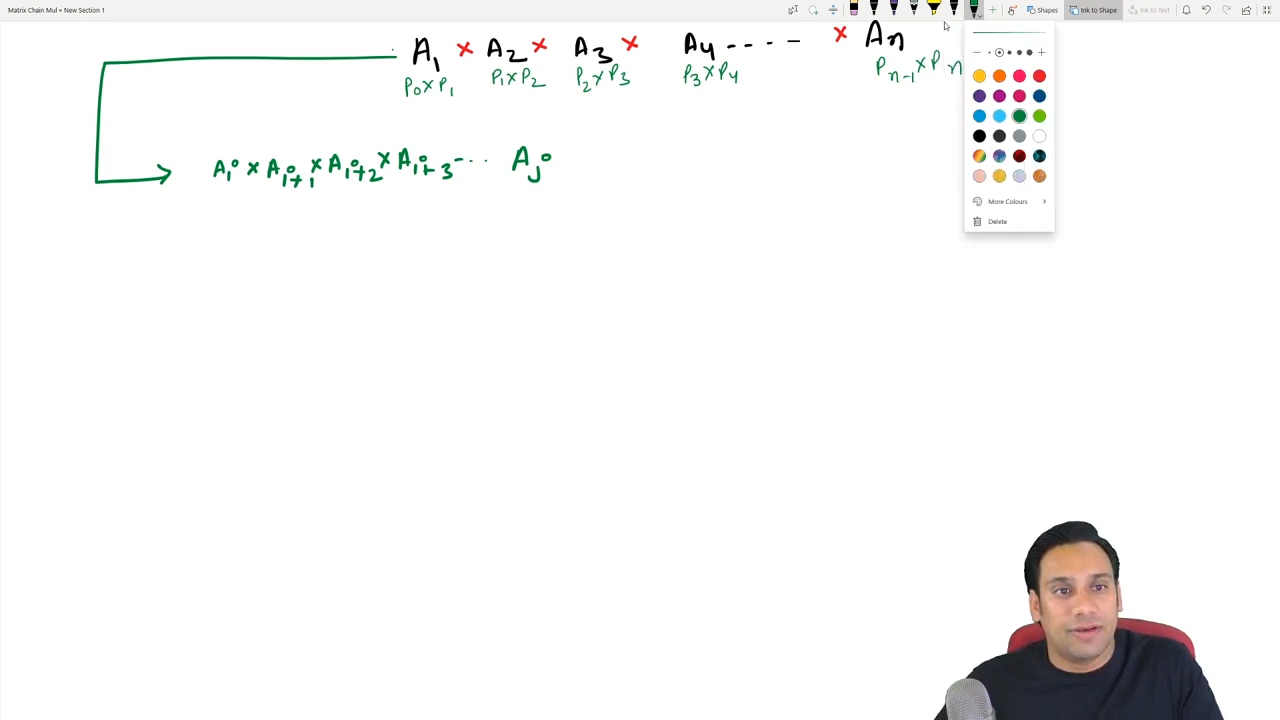 Matrix Chain Mul » New Section 1
Shapes Ink to Shape Ink to Text
A₁ × A₂ × A₃ × A₄ ---- – × Aₙ
P₀×P₁ P₁×P₂ P₂×P₃ P₃×P₄ Pₙ₋₁×Pₙ
Aᵢ × Aᵢ₊₁ × Aᵢ₊₂ × Aᵢ₊₃ -·· Aⱼ
More Colours
Delete